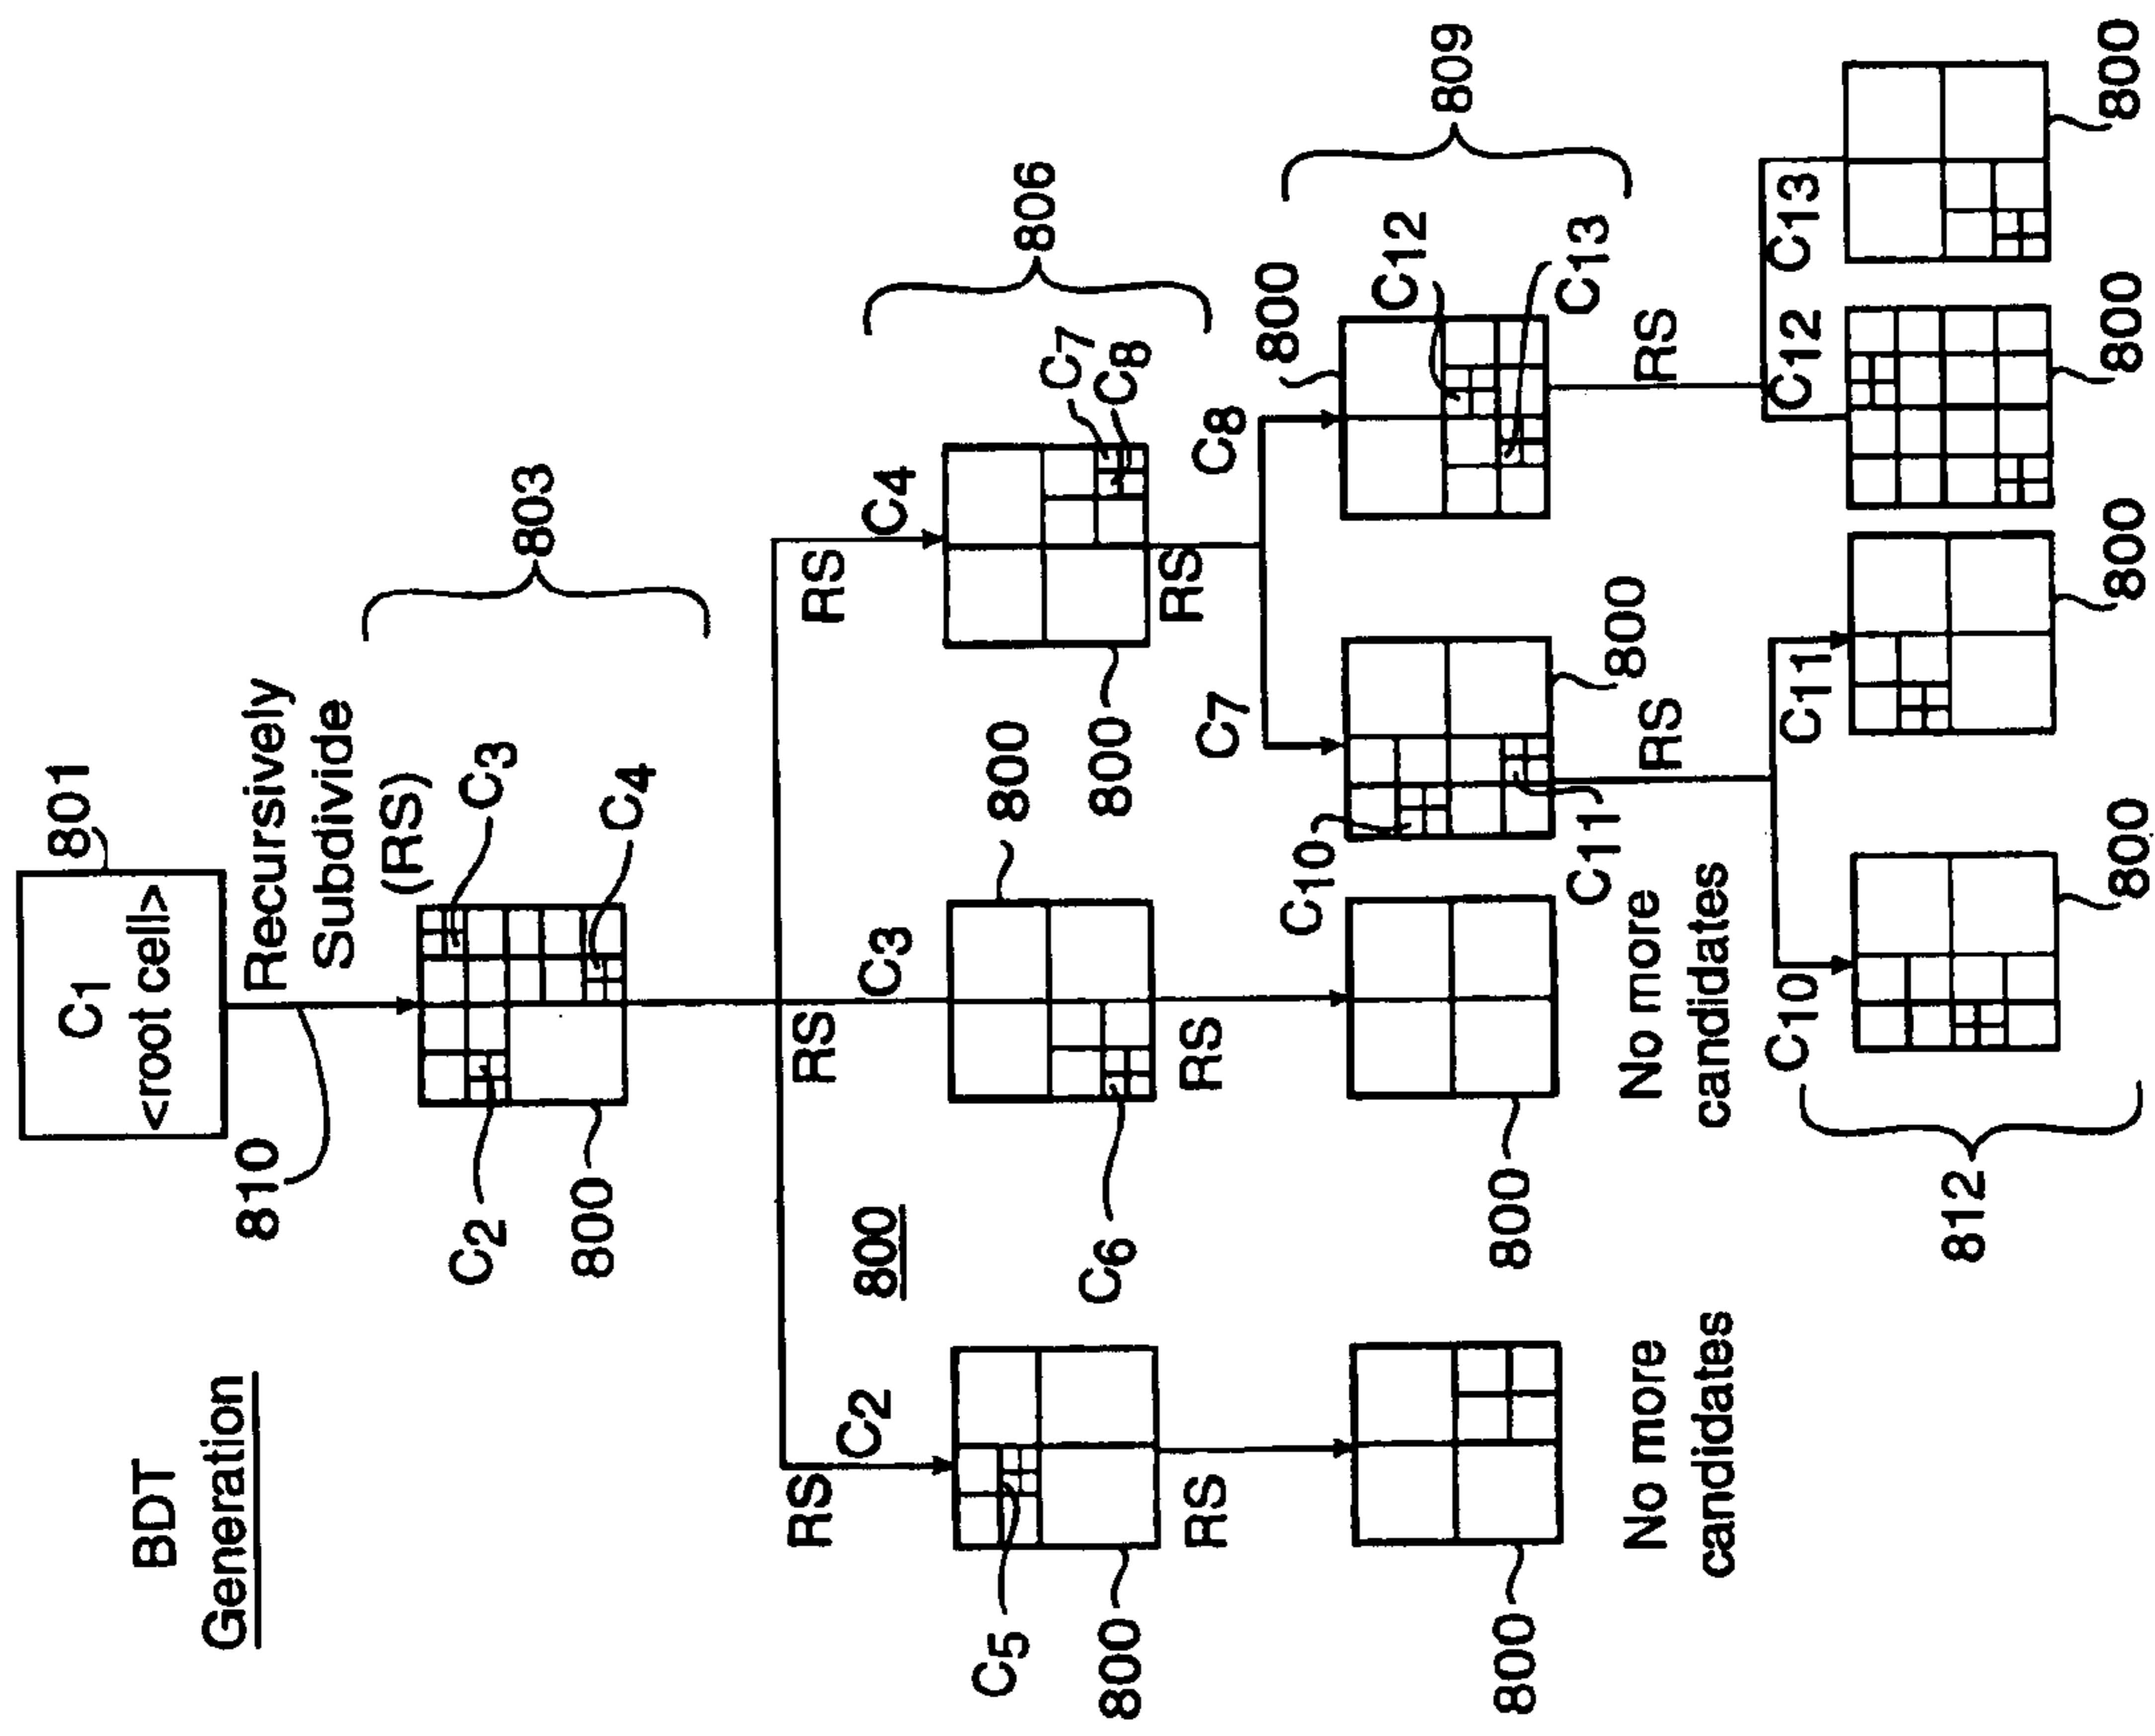 C1
801
BDT
<root cell>
Generation
810
Recursively
Subdivide
(RS)
C2
C3
803
800
C4
RS
C2
RS
C3
RS
C4
800
C5
800
806
C7
C8
C6
800
800
RS
RS
RS
C7
C8
800
C10
C12
809
800
800
C11
800
C13
No more
candidates
No more
candidates
RS
RS
C10
C11
C12
C13
812
800
800
800
800